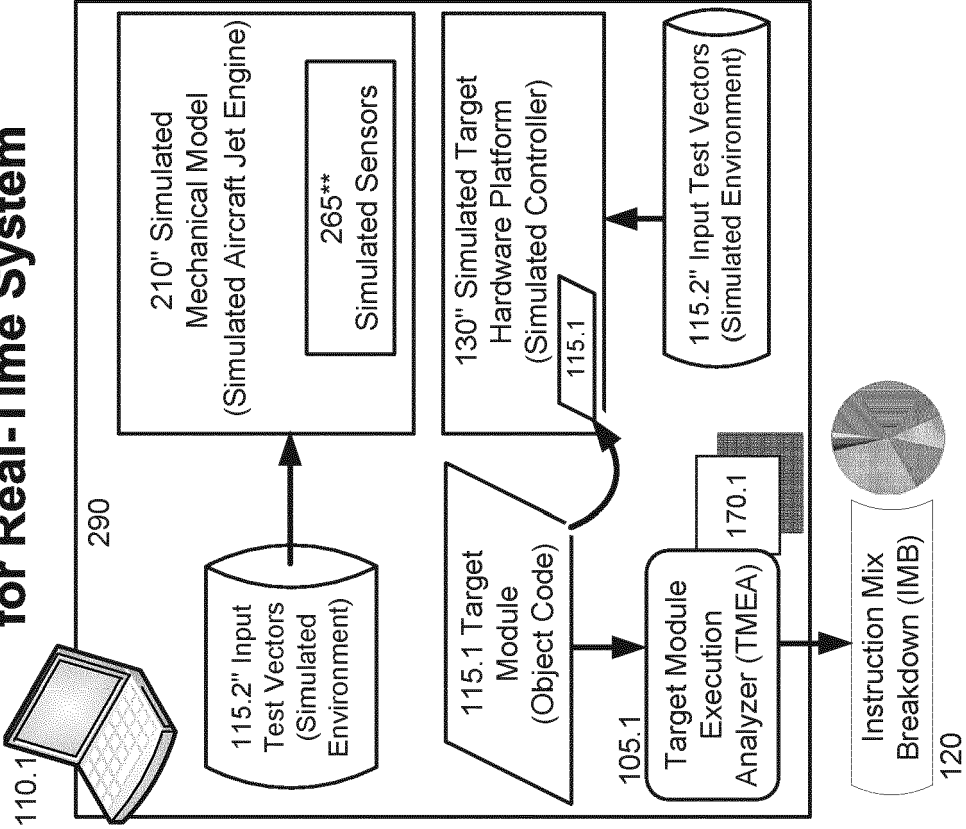 for Real-Time System
110.1
290
115.2" Input
Test Vectors
(Simulated
Environment)
210" Simulated
Mechanical Model
(Simulated Aircraft Jet Engine)
265**
Simulated Sensors
115.1 Target
Module
(Object Code)
130" Simulated Target
Hardware Platform
(Simulated Controller)
115.1
105.1
Target Module
Execution
Analyzer (TMEA)
170.1
115.2" Input Test Vectors
(Simulated Environment)
Instruction Mix
Breakdown (IMB)
120